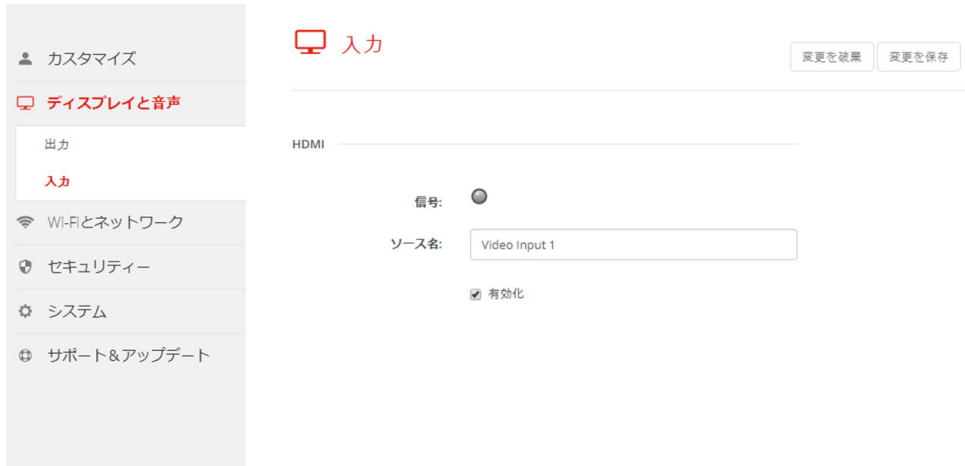 カスタマイズ
ディスプレイと音声
出力
入力
Wi-Fiとネットワーク
セキュリティー
システム
サポート&アップデート
入力
変更を破棄
変更を保存
HDMI
信号:
ソース名:
Video Input 1
有効化